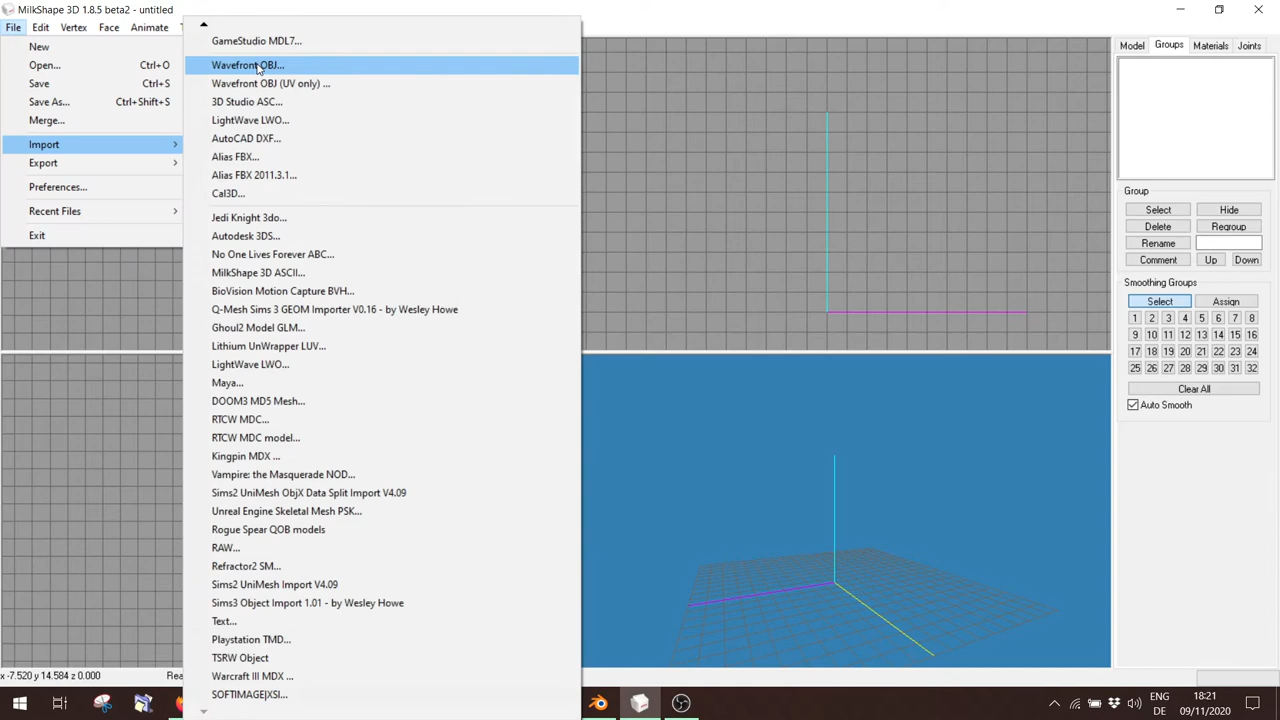 MilkShape 3D 1.8.5 beta2 - untitled
File Edit Vertex Face Animate
New
Open... Ctrl+O
Save Ctrl+S
Save As... Ctrl+Shift+S
Merge...
Import
Export
Preferences...
Recent Files
Exit
GameStudio MDL7...
Wavefront OBJ...
Wavefront OBJ (UV only) ...
3D Studio ASC...
LightWave LWO...
AutoCAD DXF...
Alias FBX...
Alias FBX 2011.3.1...
Cal3D...
Jedi Knight 3do...
Autodesk 3DS...
No One Lives Forever ABC...
MilkShape 3D ASCII...
BioVision Motion Capture BVH...
Q-Mesh Sims 3 GEOM Importer V0.16 - by Wesley Howe
Ghoul2 Model GLM...
Lithium UnWrapper LUV...
LightWave LWO...
Maya...
DOOM3 MD5 Mesh...
RTCW MDC...
RTCW MDC model...
Kingpin MDX ...
Vampire: the Masquerade NOD...
Sims2 UniMesh ObjX Data Split Import V4.09
Unreal Engine Skeletal Mesh PSK...
Rogue Spear QOB models
RAW...
Refractor2 SM...
Sims2 UniMesh Import V4.09
Sims3 Object Import 1.01 - by Wesley Howe
Text...
Playstation TMD...
TSRW Object
Warcraft III MDX ...
SOFTIMAGE|XSI...
Model Groups Materials Joints
Group
Select Hide
Delete Regroup
Rename
Comment Up Down
Smoothing Groups
Select Assign
1 2 3 4 5 6 7 8
9 10 11 12 13 14 15 16
17 18 19 20 21 22 23 24
25 26 27 28 29 30 31 32
Clear All
Auto Smooth
x -7.520 y 14.584 z 0.000
ENG 18:21
DE 09/11/2020